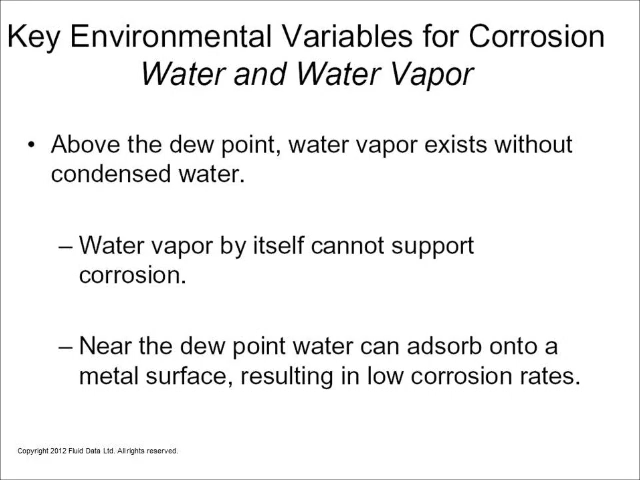 Key Environmental Variables for Corrosion
Water and Water Vapor
• Above the dew point, water vapor exists without
condensed water.
– Water vapor by itself cannot support
corrosion.
– Near the dew point water can adsorb onto a
metal surface, resulting in low corrosion rates.
Copyright 2012 Fluid Data Ltd. All rights reserved.